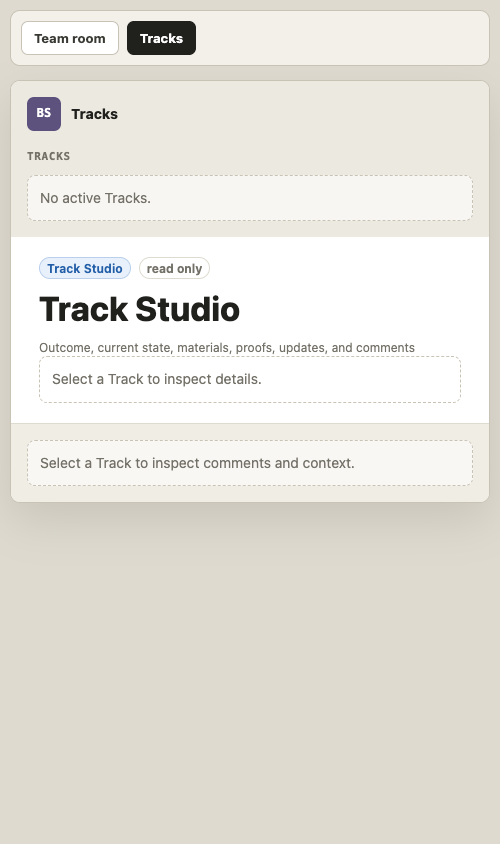 Team room
Tracks
BS
Tracks
TRACKS
No active Tracks.
Track Studio
read only
Track Studio
Outcome, current state, materials, proofs, updates, and comments
Select a Track to inspect details.
Select a Track to inspect comments and context.